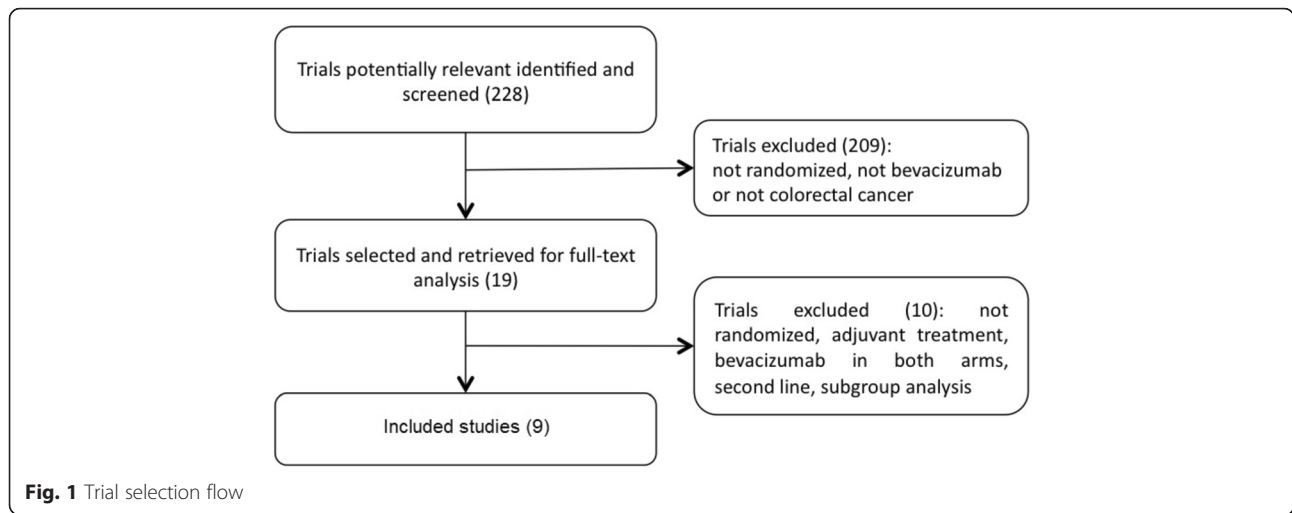 Trials potentially relevant identified and
screened (228)
Trials excluded (209):
not randomized, not bevacizumab
or not colorectal cancer
Trials selected and retrieved for full-text
analysis (19)
Trials excluded (10): not
randomized, adjuvant treatment,
bevacizumab in both arms,
second line, subgroup analysis
Included studies (9)
Fig. 1 Trial selection flow